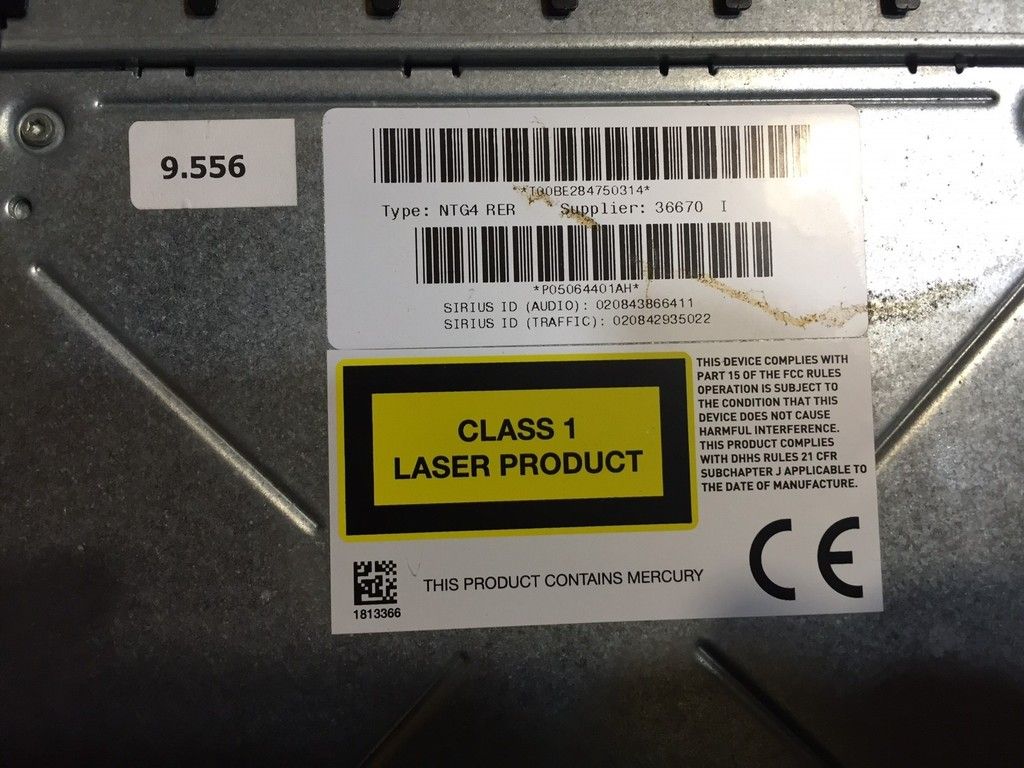 9.556
*T00BE284750314*
Type: NTG4 RER Supplier: 36670 I
*P05064401AH*
SIRIUS ID (AUDIO): 020843866411
SIRIUS ID (TRAFFIC): 020842935022
CLASS 1
LASER PRODUCT
THIS DEVICE COMPLIES WITH
PART 15 OF THE FCC RULES
OPERATION IS SUBJECT TO
THE CONDITION THAT THIS
DEVICE DOES NOT CAUSE
HARMFUL INTERFERENCE.
THIS PRODUCT COMPLIES
WITH DHHS RULES 21 CFR
SUBCHAPTER J APPLICABLE TO
THE DATE OF MANUFACTURE.
1813366
THIS PRODUCT CONTAINS MERCURY
CE